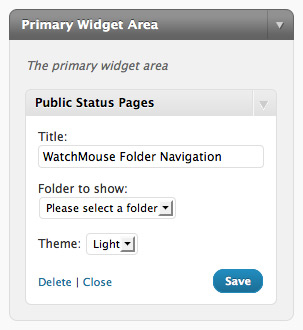 Primary Widget Area
The primary widget area
Public Status Pages
Title:
WatchMouse Folder Navigation
Folder to show:
Please select a folder
Theme: Light
Delete | Close Save